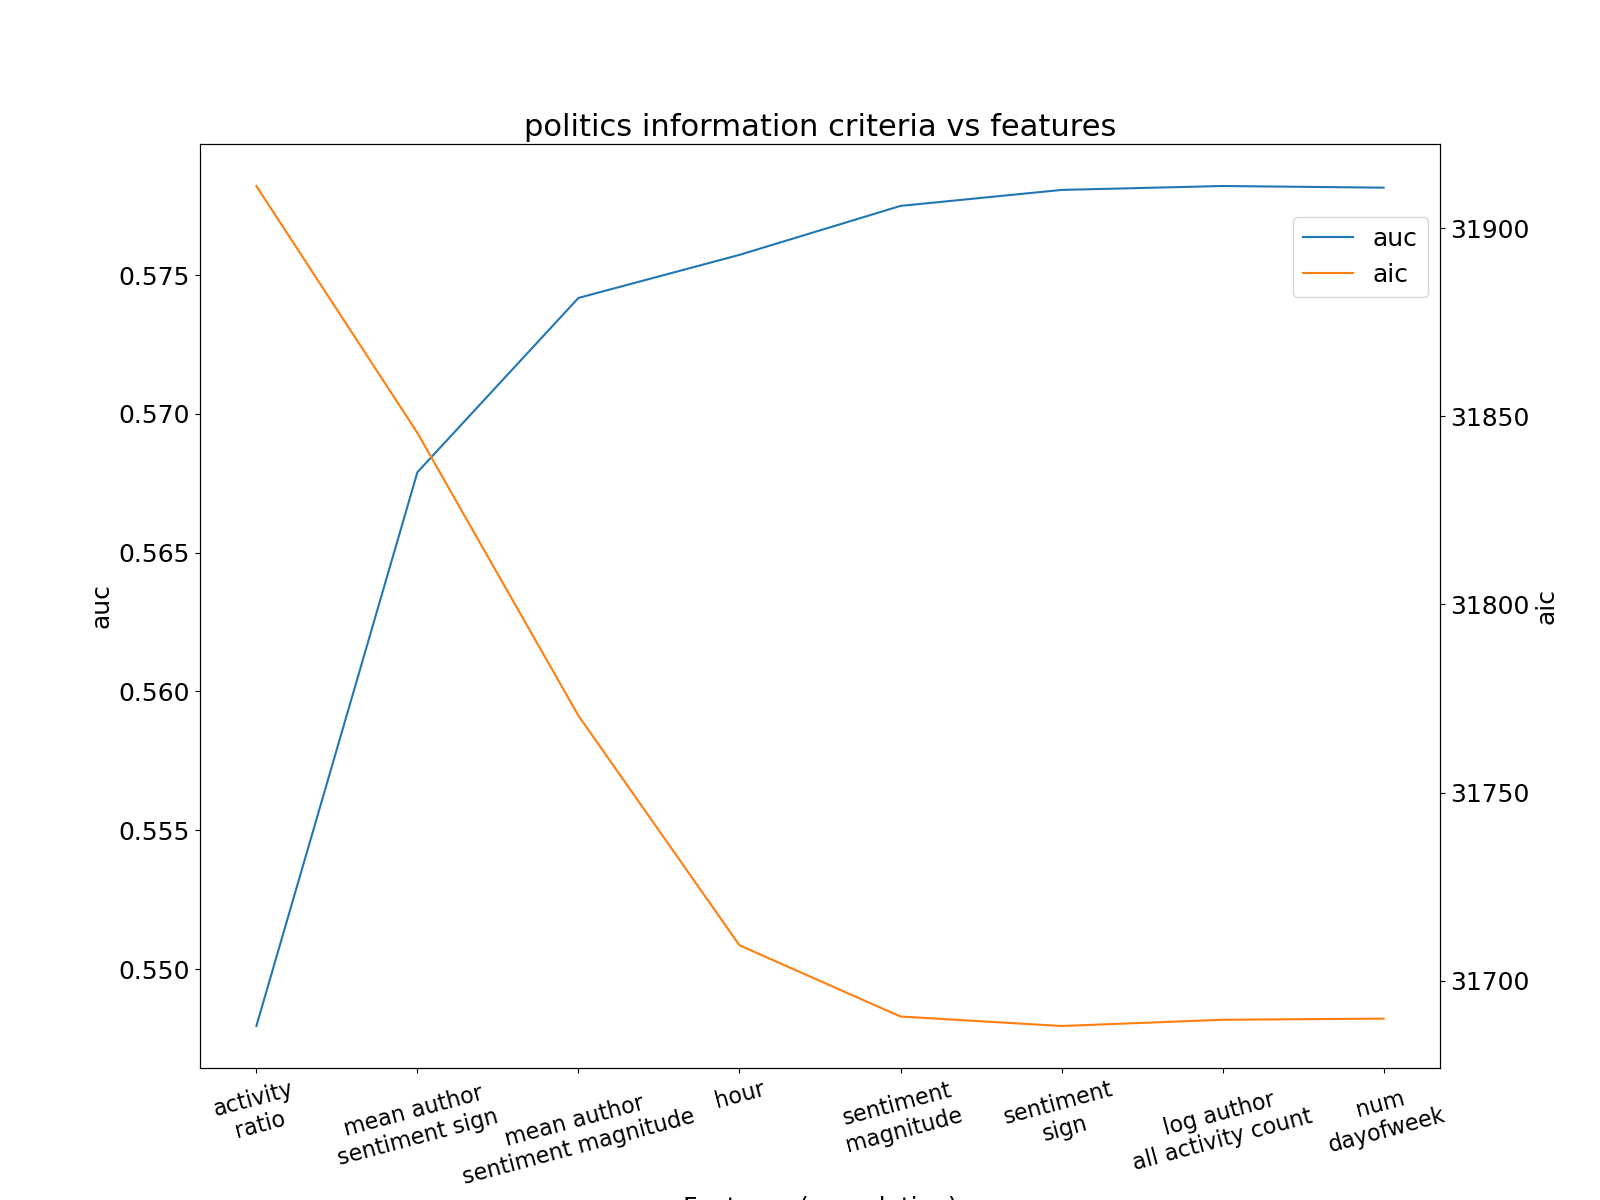 politics information criteria vs features
auc
aic
0.575
0.570
0.565
0.560
0.555
0.550
auc
31900
31850
31800
31750
31700
aic
activity
ratio
mean author
sentiment sign
mean author
sentiment magnitude
hour
sentiment
magnitude
sentiment
sign
log author
all activity count
num
dayofweek